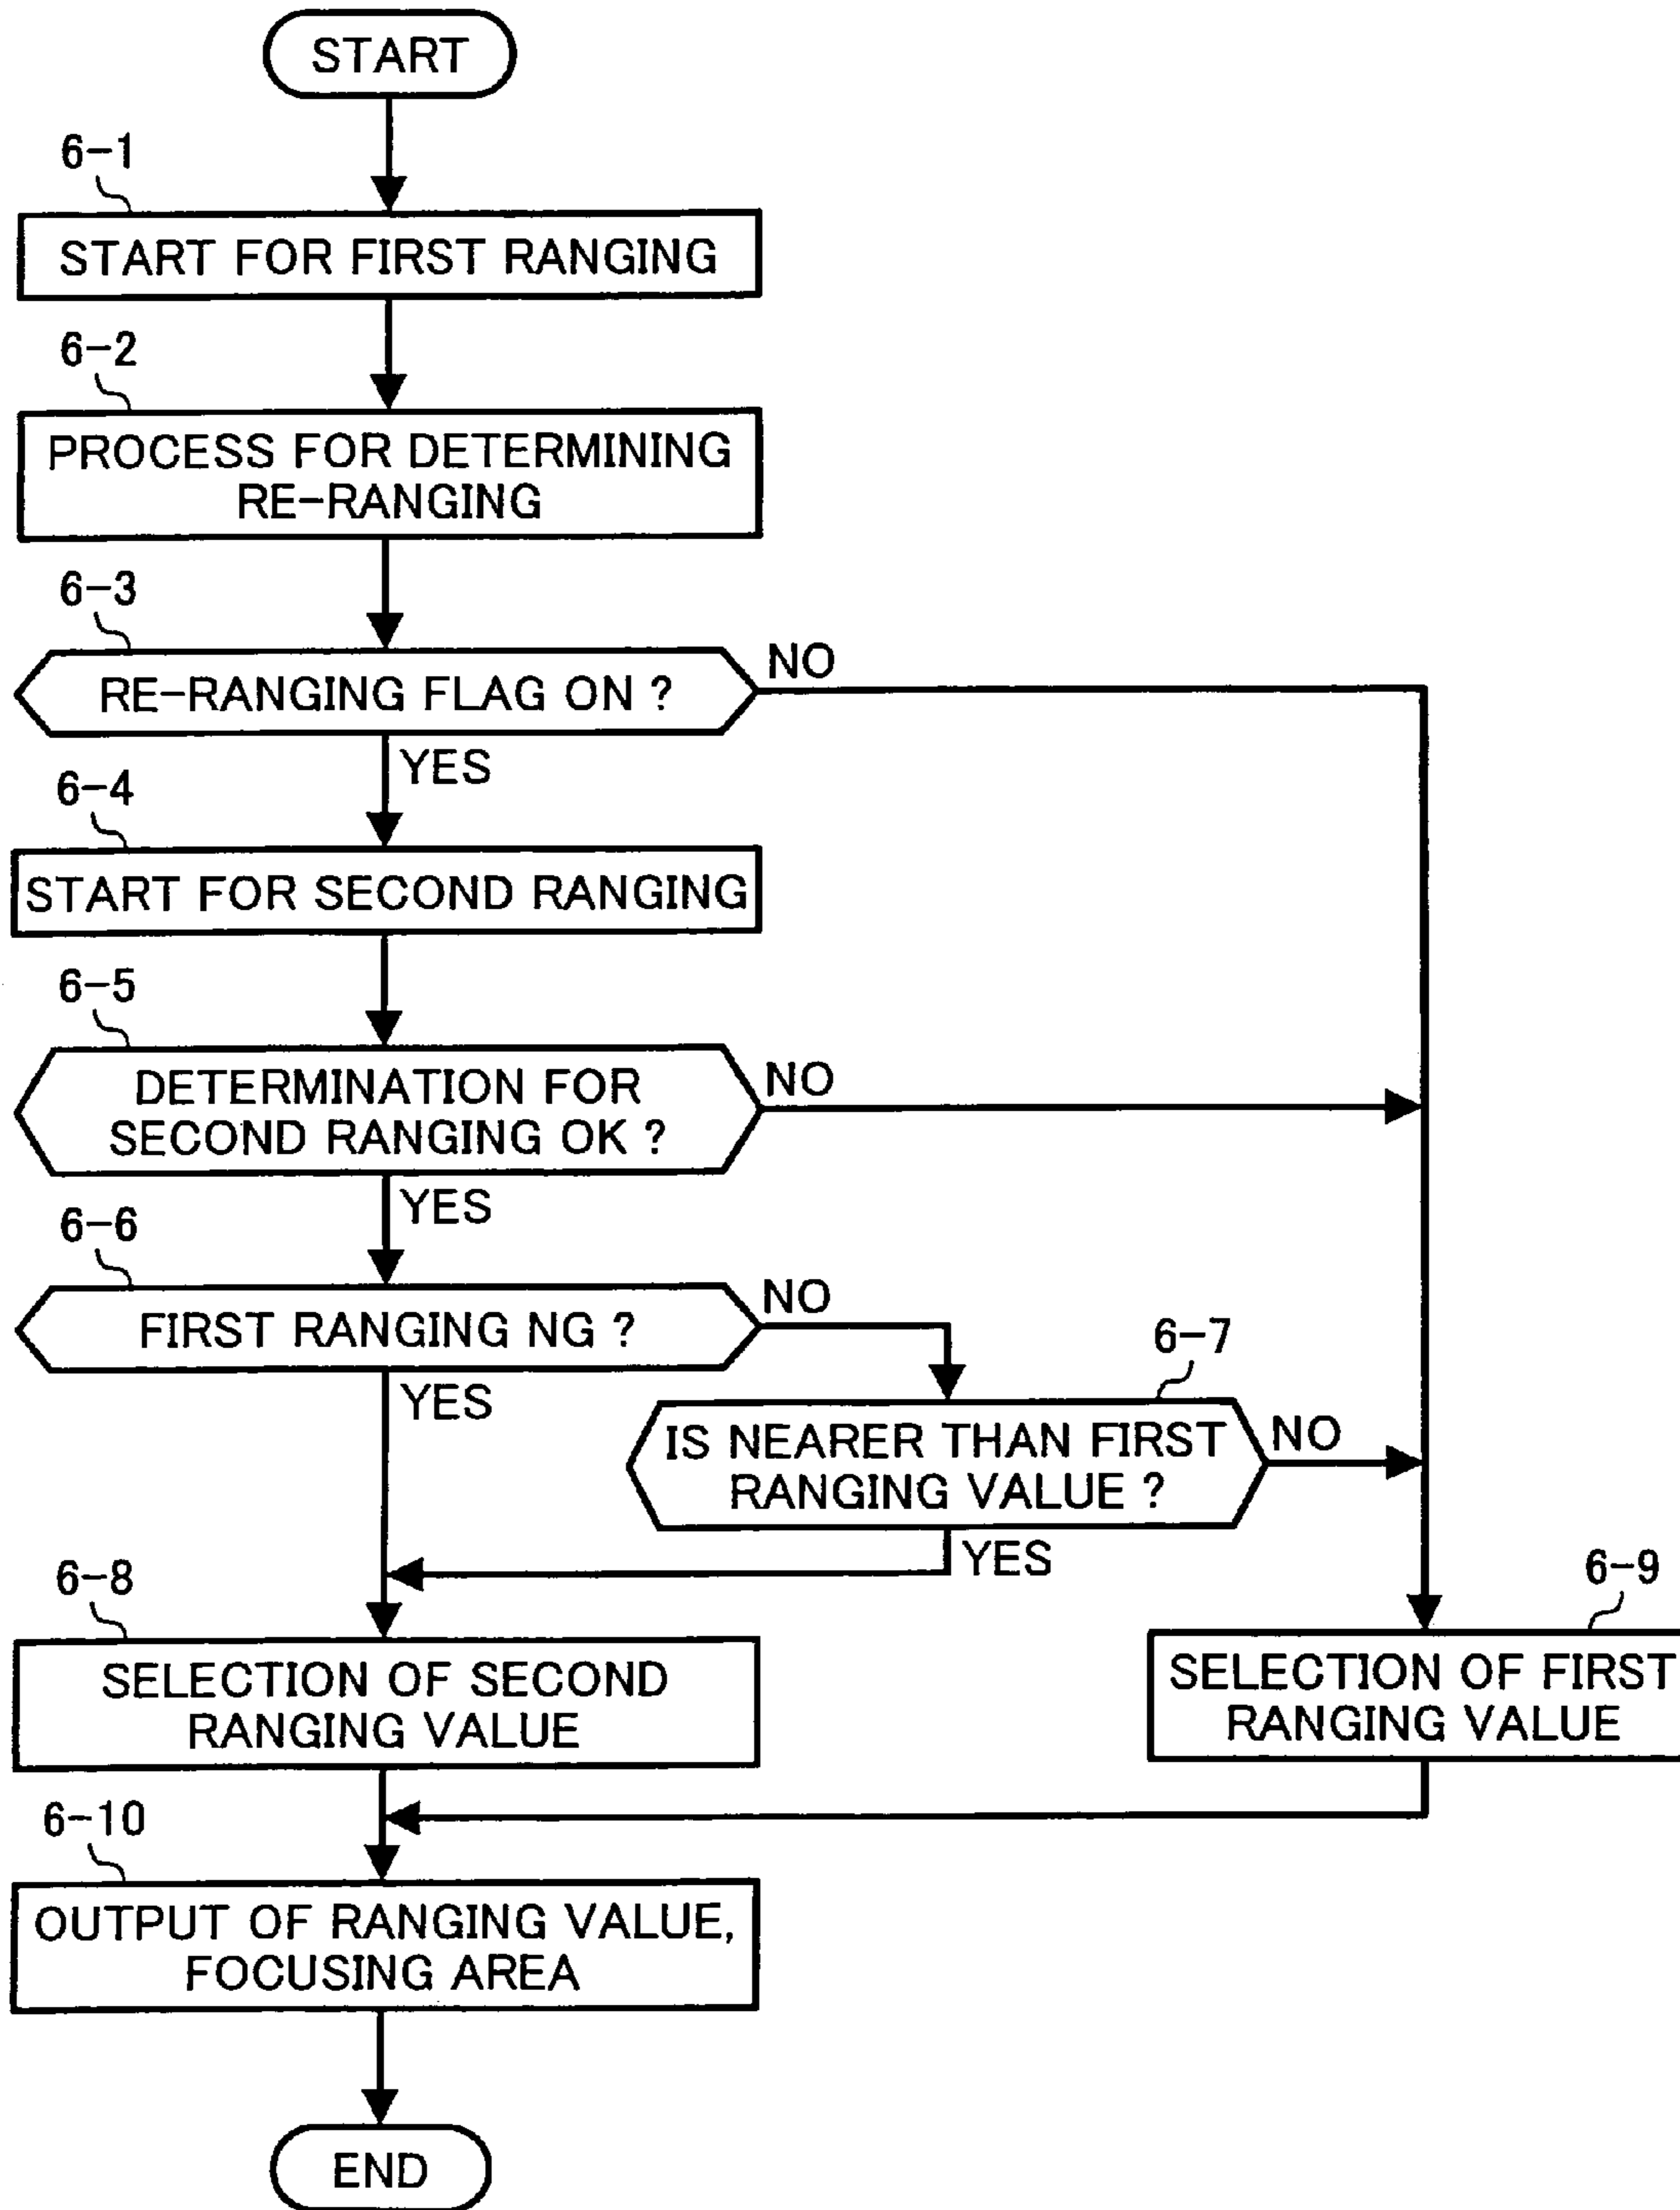 START
6-1
START FOR FIRST RANGING
6-2
PROCESS FOR DETERMINING
RE-RANGING
6-3
RE-RANGING FLAG ON ?
NO
YES
6-4
START FOR SECOND RANGING
6-5
DETERMINATION FOR
SECOND RANGING OK ?
NO
YES
6-6
FIRST RANGING NG ?
NO
YES
6-7
IS NEARER THAN FIRST
RANGING VALUE ?
NO
YES
6-8
SELECTION OF SECOND
RANGING VALUE
6-9
SELECTION OF FIRST
RANGING VALUE
6-10
OUTPUT OF RANGING VALUE,
FOCUSING AREA
END